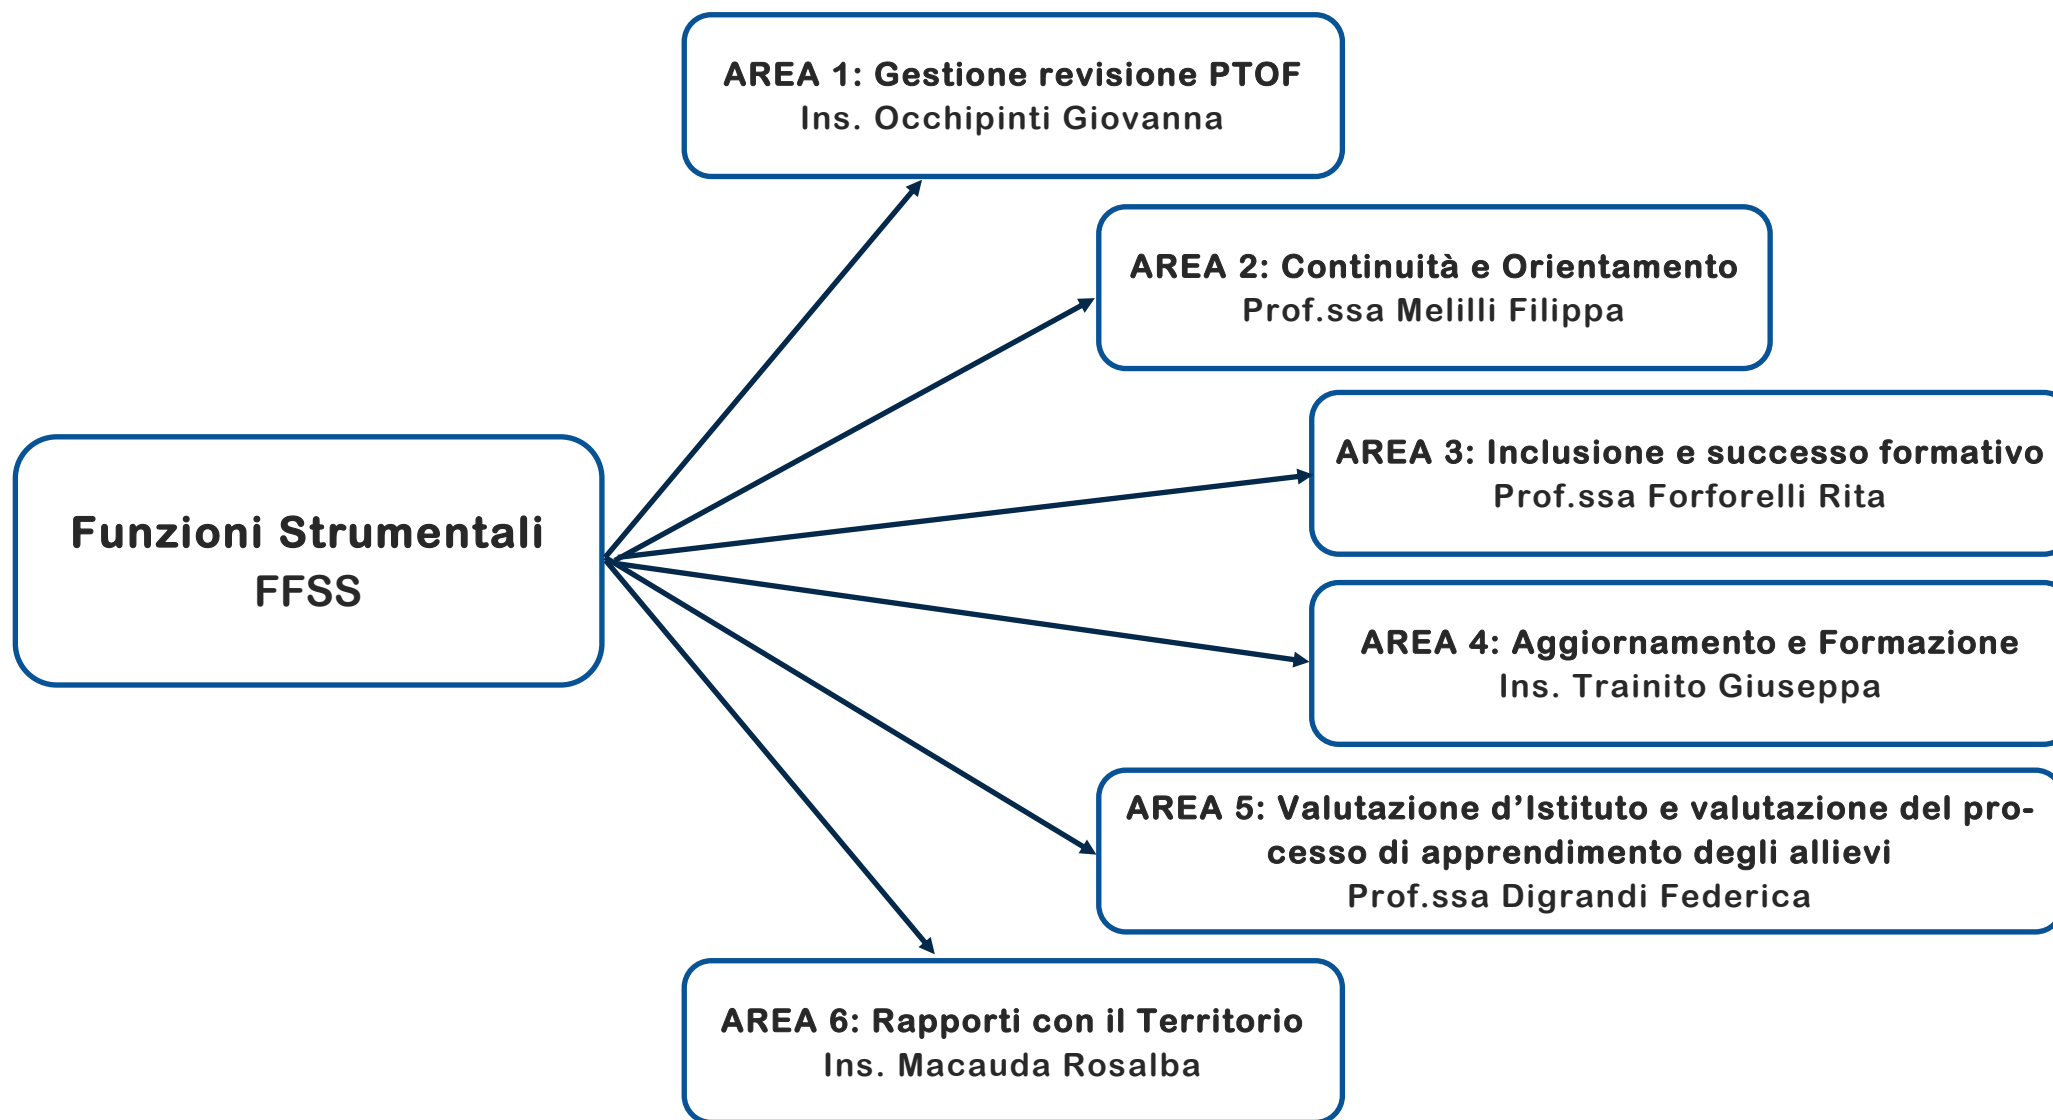 AREA 1: Gestione revisione PTOF
Ins. Occhipinti Giovanna
AREA 2: Continuità e Orientamento
Prof.ssa Melilli Filippa
AREA 3: Inclusione e successo formativo
Prof.ssa Forforelli Rita
Funzioni Strumentali
FFSS
AREA 4: Aggiornamento e Formazione
Ins. Trainito Giuseppa
AREA 5: Valutazione d’Istituto e valutazione del pro-
cesso di apprendimento degli allievi
Prof.ssa Digrandi Federica
AREA 6: Rapporti con il Territorio
Ins. Macauda Rosalba